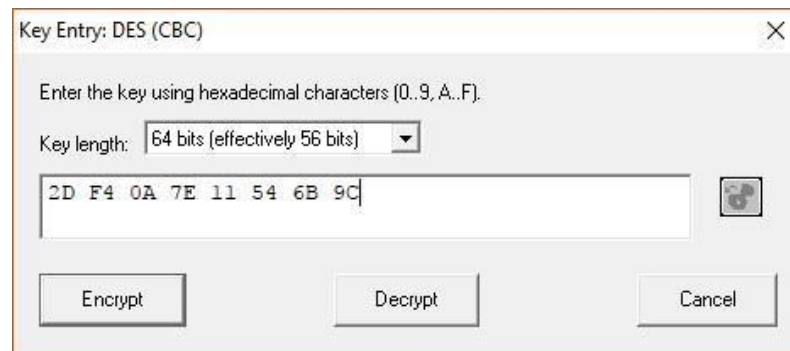 Key Entry: DES (CBC)
Enter the key using hexadecimal characters (0..9, A..F).
Key length: 64 bits (effectively 56 bits)
2D F4 0A 7E 11 54 6B 9C
Encrypt Decrypt Cancel